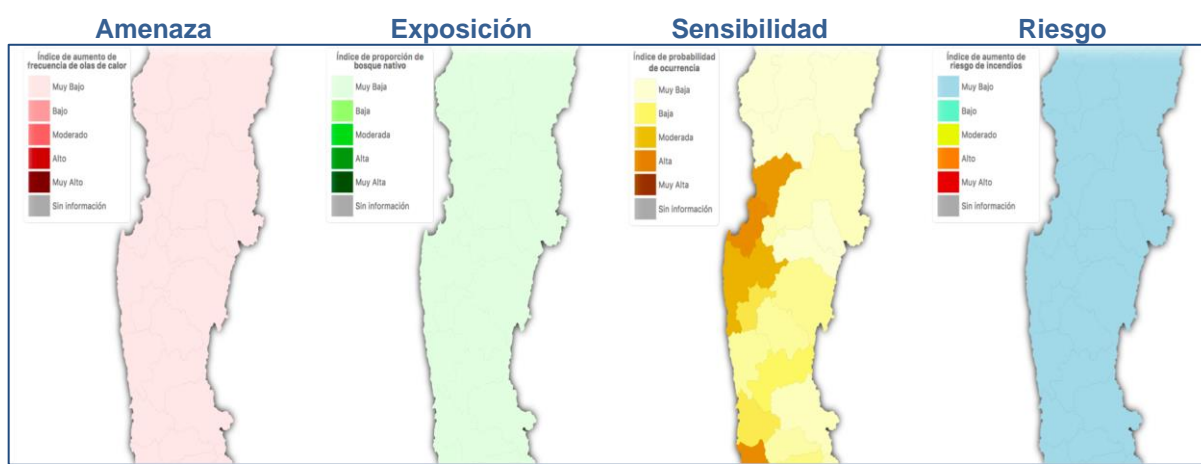 Amenaza
Exposición
Sensibilidad
Riesgo
Índice de aumento de
frecuencia de olas de calor
Muy Bajo
Bajo
Moderado
Alto
Muy Alto
Sin información
Índice de proporción de
bosque nativo
Muy Baja
Baja
Moderada
Alta
Muy Alta
Sin información
Índice de probabilidad
de ocurrencia
Muy Baja
Baja
Moderada
Alta
Muy Alta
Sin información
Índice de aumento de
riesgo de incendios
Muy Bajo
Bajo
Moderado
Alto
Muy Alto
Sin información